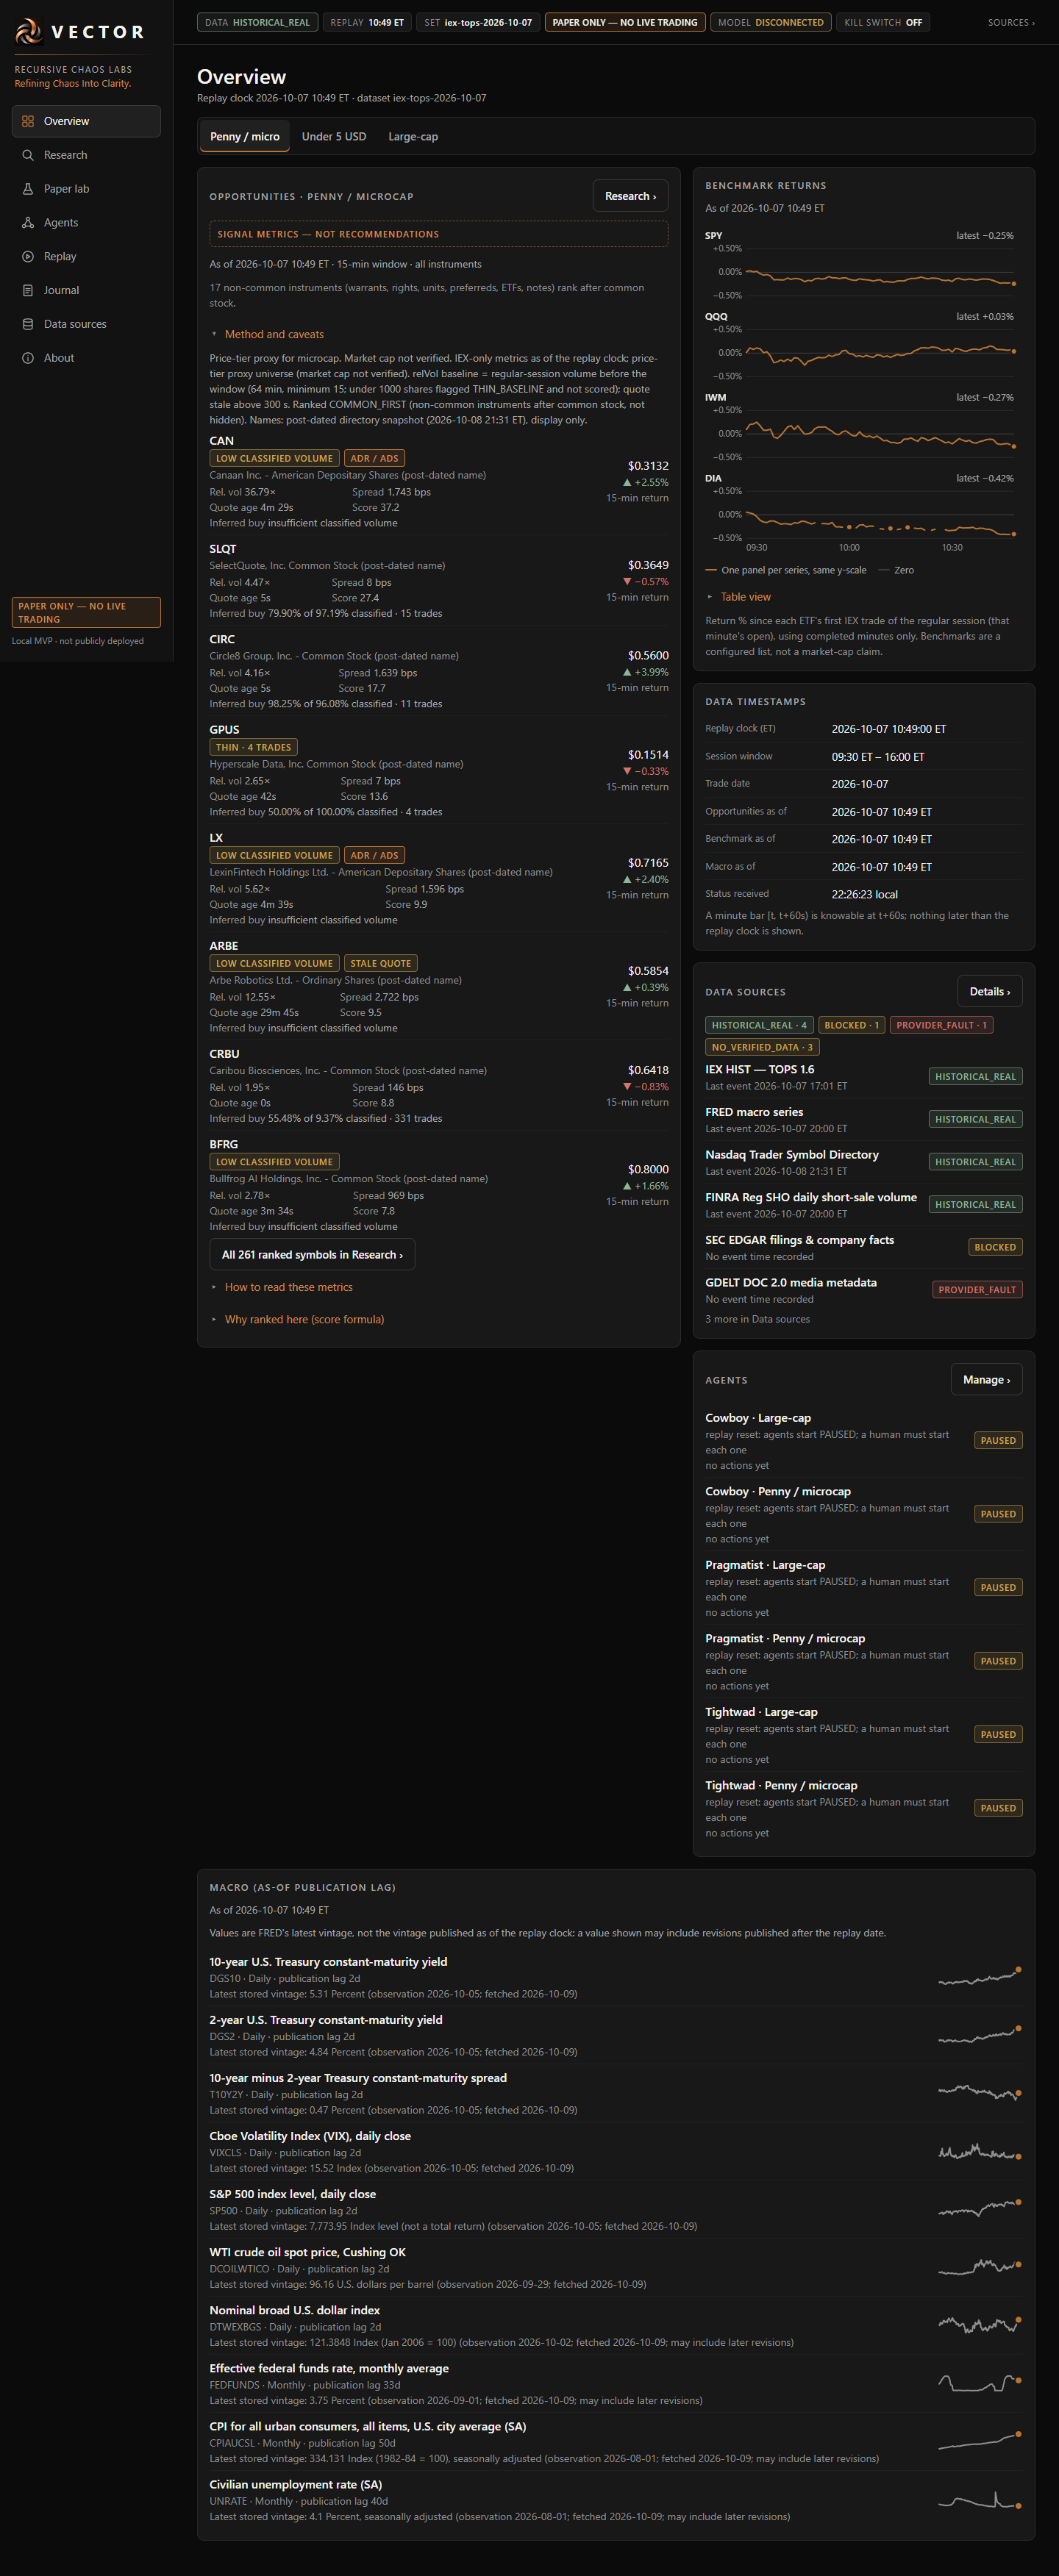 VECTOR
RECURSIVE CHAOS LABS
Refining Chaos Into Clarity.
Overview
Research
Paper lab
Agents
Replay
Journal
Data sources
About
PAPER ONLY — NO LIVE
TRADING
Local MVP · not publicly deployed
DATA HISTORICAL_REAL
REPLAY 10:49 ET
SET iex-tops-2026-10-07
PAPER ONLY — NO LIVE TRADING
MODEL DISCONNECTED
KILL SWITCH OFF
SOURCES ›
Overview
Replay clock 2026-10-07 10:49 ET · dataset iex-tops-2026-10-07
Penny / micro
Under 5 USD
Large-cap
OPPORTUNITIES · PENNY / MICROCAP
Research ›
SIGNAL METRICS — NOT RECOMMENDATIONS
As of 2026-10-07 10:49 ET · 15-min window · all instruments
17 non-common instruments (warrants, rights, units, preferreds, ETFs, notes) rank after common
stock.
Method and caveats
Price-tier proxy for microcap. Market cap not verified. IEX-only metrics as of the replay clock; price-
tier proxy universe (market cap not verified). relVol baseline = regular-session volume before the
window (64 min, minimum 15; under 1000 shares flagged THIN_BASELINE and not scored); quote
stale above 300 s. Ranked COMMON_FIRST (non-common instruments after common stock, not
hidden). Names: post-dated directory snapshot (2026-10-08 21:31 ET), display only.
CAN
LOW CLASSIFIED VOLUME
ADR / ADS
Canaan Inc. - American Depositary Shares (post-dated name)
Rel. vol 36.79×
Spread 1,743 bps
Quote age 4m 29s
Score 37.2
Inferred buy insufficient classified volume
$0.3132
▲ +2.55%
15-min return
SLQT
SelectQuote, Inc. Common Stock (post-dated name)
Rel. vol 4.47×
Spread 8 bps
Quote age 5s
Score 27.4
Inferred buy 79.90% of 97.19% classified · 15 trades
$0.3649
▼ −0.57%
15-min return
CIRC
Circle8 Group, Inc. - Common Stock (post-dated name)
Rel. vol 4.16×
Spread 1,639 bps
Quote age 5s
Score 17.7
Inferred buy 98.25% of 96.08% classified · 11 trades
$0.5600
▲ +3.99%
15-min return
GPUS
THIN · 4 TRADES
Hyperscale Data, Inc. Common Stock (post-dated name)
Rel. vol 2.65×
Spread 7 bps
Quote age 42s
Score 13.6
Inferred buy 50.00% of 100.00% classified · 4 trades
$0.1514
▼ −0.33%
15-min return
LX
LOW CLASSIFIED VOLUME
ADR / ADS
LexinFintech Holdings Ltd. - American Depositary Shares (post-dated name)
Rel. vol 5.62×
Spread 1,596 bps
Quote age 4m 39s
Score 9.9
Inferred buy insufficient classified volume
$0.7165
▲ +2.40%
15-min return
ARBE
LOW CLASSIFIED VOLUME
STALE QUOTE
Arbe Robotics Ltd. - Ordinary Shares (post-dated name)
Rel. vol 12.55×
Spread 2,722 bps
Quote age 29m 45s
Score 9.5
Inferred buy insufficient classified volume
$0.5854
▲ +0.39%
15-min return
CRBU
Caribou Biosciences, Inc. - Common Stock (post-dated name)
Rel. vol 1.95×
Spread 146 bps
Quote age 0s
Score 8.8
Inferred buy 55.48% of 9.37% classified · 331 trades
$0.6418
▼ −0.83%
15-min return
BFRG
LOW CLASSIFIED VOLUME
Bullfrog AI Holdings, Inc. - Common Stock (post-dated name)
Rel. vol 2.78×
Spread 969 bps
Quote age 3m 34s
Score 7.8
Inferred buy insufficient classified volume
$0.8000
▲ +1.66%
15-min return
All 261 ranked symbols in Research ›
How to read these metrics
Why ranked here (score formula)
BENCHMARK RETURNS
As of 2026-10-07 10:49 ET
SPY
latest −0.25%
+0.50%
0.00%
−0.50%
QQQ
latest +0.03%
+0.50%
0.00%
−0.50%
IWM
latest −0.27%
+0.50%
0.00%
−0.50%
DIA
latest −0.42%
+0.50%
0.00%
−0.50%
09:30
10:00
10:30
One panel per series, same y-scale
Zero
Table view
Return % since each ETF's first IEX trade of the regular session (that
minute's open), using completed minutes only. Benchmarks are a
configured list, not a market-cap claim.
DATA TIMESTAMPS
Replay clock (ET)
2026-10-07 10:49:00 ET
Session window
09:30 ET – 16:00 ET
Trade date
2026-10-07
Opportunities as of
2026-10-07 10:49 ET
Benchmark as of
2026-10-07 10:49 ET
Macro as of
2026-10-07 10:49 ET
Status received
22:26:23 local
A minute bar [t, t+60s) is knowable at t+60s; nothing later than the
replay clock is shown.
DATA SOURCES
Details ›
HISTORICAL_REAL · 4
BLOCKED · 1
PROVIDER_FAULT · 1
NO_VERIFIED_DATA · 3
IEX HIST — TOPS 1.6
Last event 2026-10-07 17:01 ET
HISTORICAL_REAL
FRED macro series
Last event 2026-10-07 20:00 ET
HISTORICAL_REAL
Nasdaq Trader Symbol Directory
Last event 2026-10-08 21:31 ET
HISTORICAL_REAL
FINRA Reg SHO daily short-sale volume
Last event 2026-10-07 20:00 ET
HISTORICAL_REAL
SEC EDGAR filings & company facts
No event time recorded
BLOCKED
GDELT DOC 2.0 media metadata
No event time recorded
PROVIDER_FAULT
3 more in Data sources
AGENTS
Manage ›
Cowboy · Large-cap
replay reset: agents start PAUSED; a human must start
each one
no actions yet
PAUSED
Cowboy · Penny / microcap
replay reset: agents start PAUSED; a human must start
each one
no actions yet
PAUSED
Pragmatist · Large-cap
replay reset: agents start PAUSED; a human must start
each one
no actions yet
PAUSED
Pragmatist · Penny / microcap
replay reset: agents start PAUSED; a human must start
each one
no actions yet
PAUSED
Tightwad · Large-cap
replay reset: agents start PAUSED; a human must start
each one
no actions yet
PAUSED
Tightwad · Penny / microcap
replay reset: agents start PAUSED; a human must start
each one
no actions yet
PAUSED
MACRO (AS-OF PUBLICATION LAG)
As of 2026-10-07 10:49 ET
Values are FRED's latest vintage, not the vintage published as of the replay clock: a value shown may include revisions published after the replay date.
10-year U.S. Treasury constant-maturity yield
DGS10 · Daily · publication lag 2d
Latest stored vintage: 5.31 Percent (observation 2026-10-05; fetched 2026-10-09)
2-year U.S. Treasury constant-maturity yield
DGS2 · Daily · publication lag 2d
Latest stored vintage: 4.84 Percent (observation 2026-10-05; fetched 2026-10-09)
10-year minus 2-year Treasury constant-maturity spread
T10Y2Y · Daily · publication lag 2d
Latest stored vintage: 0.47 Percent (observation 2026-10-05; fetched 2026-10-09)
Cboe Volatility Index (VIX), daily close
VIXCLS · Daily · publication lag 2d
Latest stored vintage: 15.52 Index (observation 2026-10-05; fetched 2026-10-09)
S&P 500 index level, daily close
SP500 · Daily · publication lag 2d
Latest stored vintage: 7,773.95 Index level (not a total return) (observation 2026-10-05; fetched 2026-10-09)
WTI crude oil spot price, Cushing OK
DCOILWTICO · Daily · publication lag 2d
Latest stored vintage: 96.16 U.S. dollars per barrel (observation 2026-09-29; fetched 2026-10-09)
Nominal broad U.S. dollar index
DTWEXBGS · Daily · publication lag 2d
Latest stored vintage: 121.3848 Index (Jan 2006 = 100) (observation 2026-10-02; fetched 2026-10-09; may include later revisions)
Effective federal funds rate, monthly average
FEDFUNDS · Monthly · publication lag 33d
Latest stored vintage: 3.75 Percent (observation 2026-09-01; fetched 2026-10-09; may include later revisions)
CPI for all urban consumers, all items, U.S. city average (SA)
CPIAUCSL · Monthly · publication lag 50d
Latest stored vintage: 334.131 Index (1982-84 = 100), seasonally adjusted (observation 2026-08-01; fetched 2026-10-09; may include later revisions)
Civilian unemployment rate (SA)
UNRATE · Monthly · publication lag 40d
Latest stored vintage: 4.1 Percent, seasonally adjusted (observation 2026-08-01; fetched 2026-10-09; may include later revisions)